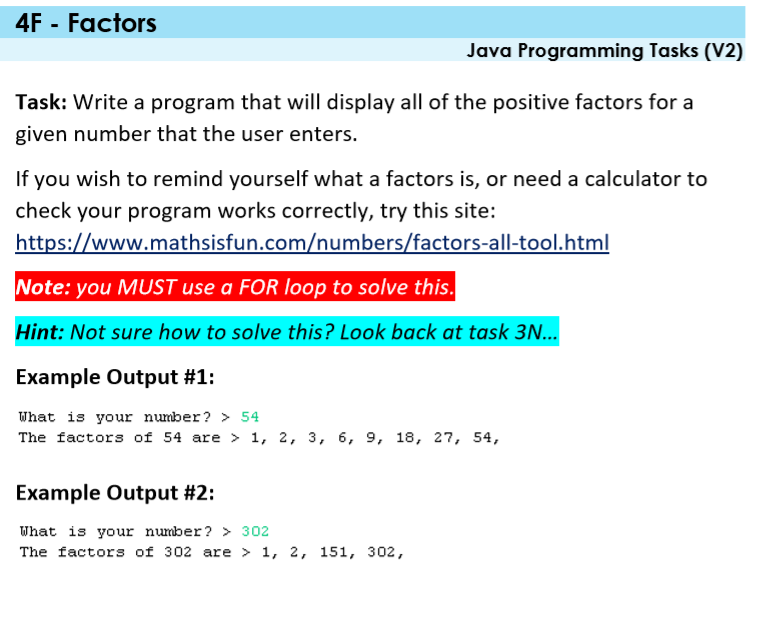 4F - Factors
Java Programming Tasks (V2)
Task: Write a program that will display all of the positive factors for a
given number that the user enters.
If you wish to remind yourself what a factors is, or need a calculator to
check your program works correctly, try this site:
https://www.mathsisfun.com/numbers/factors-all-tool.html
Note: you MUST use a FOR loop to solve this.
Hint: Not sure how to solve this? Look back at task 3N...
Example Output #1:
What is your number? > 54
The factors of 54 are > 1, 2, 3, 6, 9, 18, 27, 54,
Example Output #2:
What is your number? > 302
The factors of 302 are > 1, 2, 151, 302,